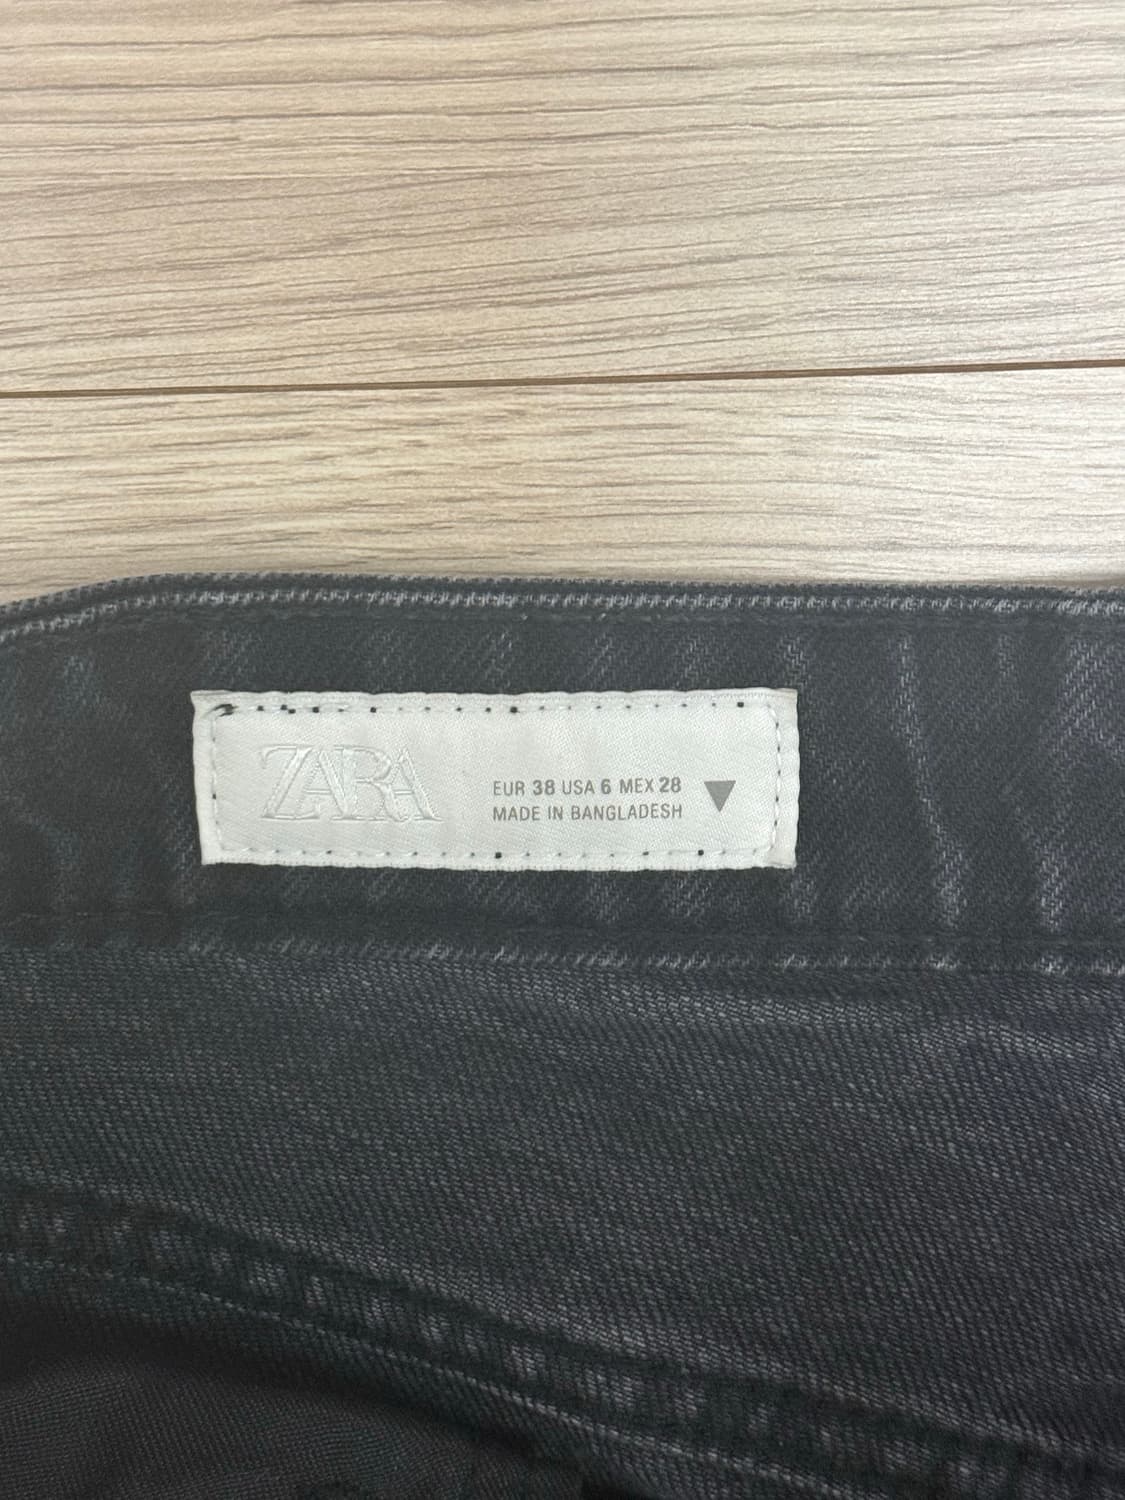 ZARA
EUR 38 USA 6 MEX 28
MADE IN BANGLADESH